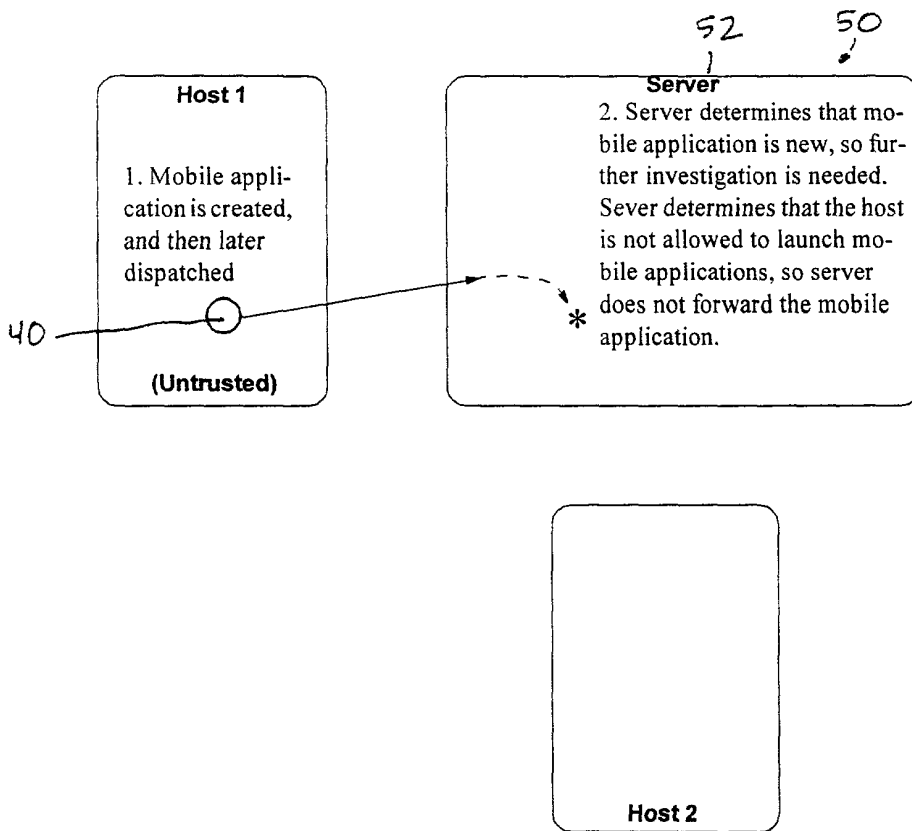 52
50
Host 1
1. Mobile appli-
cation is created,
and then later
dispatched
40
(Untrusted)
Server
2. Server determines that mo-
bile application is new, so fur-
ther investigation is needed.
Sever determines that the host
is not allowed to launch mo-
bile applications, so server
does not forward the mobile
*
application.
Host 2